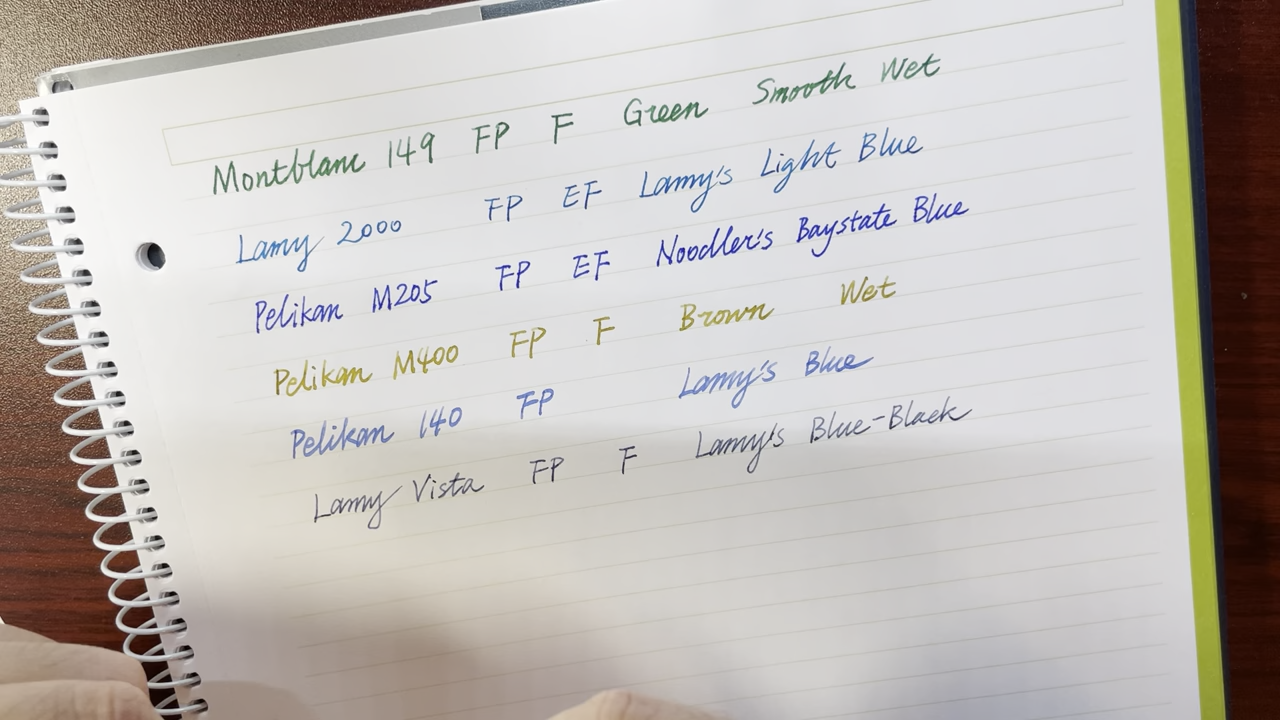 Montblanc 149 FP F Green Smooth Wet
Lamy 2000 FP EF Lamy's Light Blue
Pelikan M205 FP EF Noodler's Baystate Blue
Pelikan M400 FP F Brown Wet
Pelikan 140 FP Lamy's Blue
Lamy Vista FP F Lamy's Blue-Black